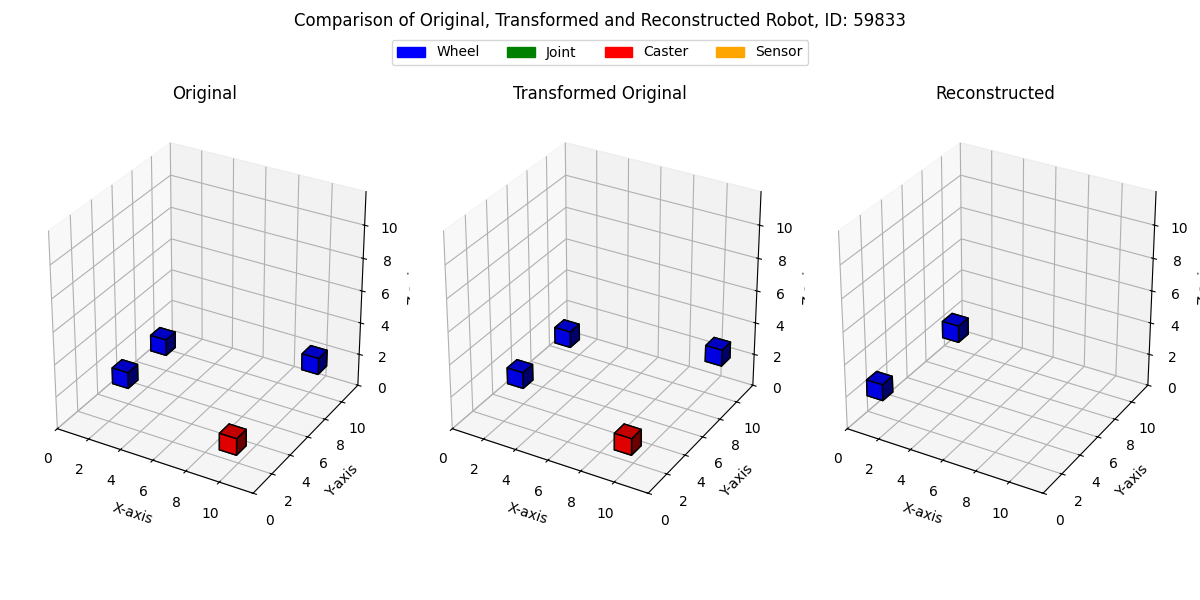 Comparison of Original, Transformed and Reconstructed Robot, ID: 59833
Wheel Joint Caster Sensor
Original Transformed Original Reconstructed
10 10 10
8 8 8
6 6 6
4 4 4
2 2 2
0 0 0
10 10 10
8 8 8
6 6 6
4 4 4
2 2 2
0 0 0
0 2 4 6 8 10 0 2 4 6 8 10 0 2 4 6 8 10
X-axis Y-axis X-axis Y-axis X-axis Y-axis